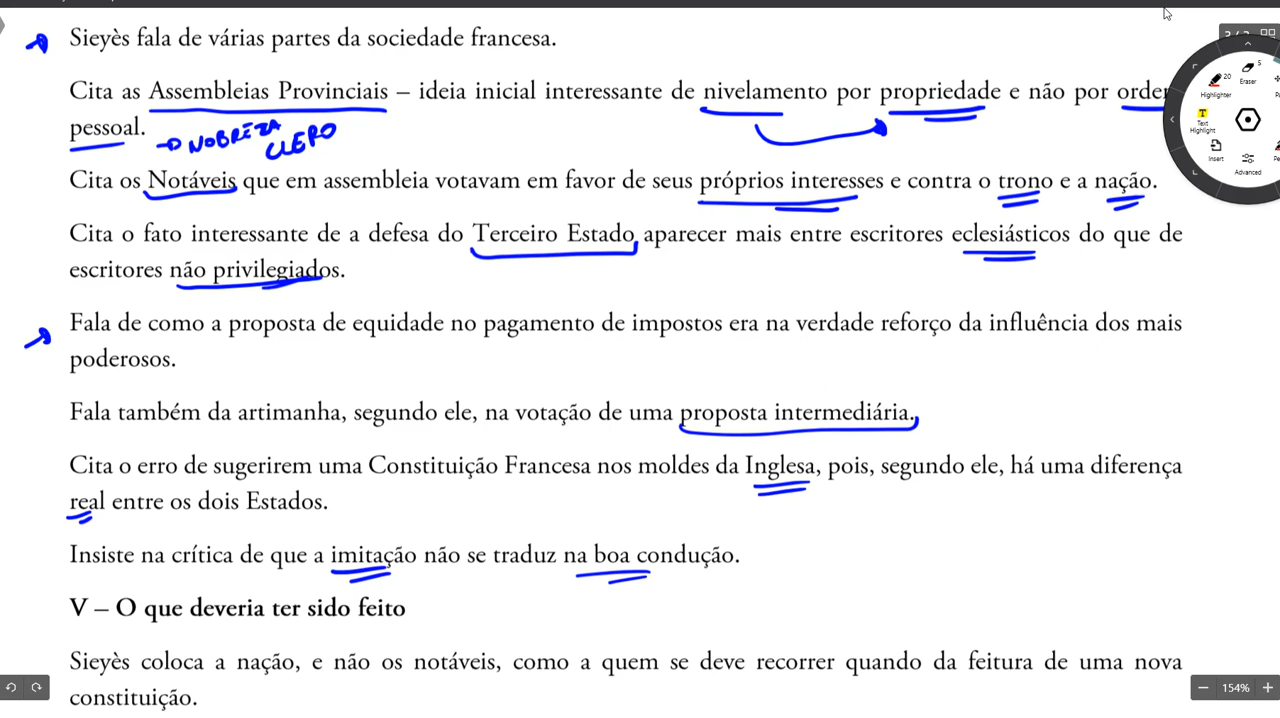 Sieyès fala de várias partes da sociedade francesa.
Cita as Assembleias Provinciais – ideia inicial interessante de nivelamento por propriedade e não por
pessoal. → NOBREZA
CLERO
Cita os Notáveis que em assembleia votavam em favor de seus próprios interesses e contra o trono e a nação.
Cita o fato interessante de a defesa do Terceiro Estado aparecer mais entre escritores eclesiásticos do que de
escritores não privilegiados.
Fala de como a proposta de equidade no pagamento de impostos era na verdade reforço da influência dos mais
poderosos.
Fala também da artimanha, segundo ele, na votação de uma proposta intermediária.
Cita o erro de sugerirem uma Constituição Francesa nos moldes da Inglesa, pois, segundo ele, há uma diferença
real entre os dois Estados.
Insiste na crítica de que a imitação não se traduz na boa condução.
V – O que deveria ter sido feito
Sieyès coloca a nação, e não os notáveis, como a quem se deve recorrer quando da feitura de uma nova
constituição.
20
Highlighter
5
Eraser
Text
Highlight
Insert
Advanced
154%